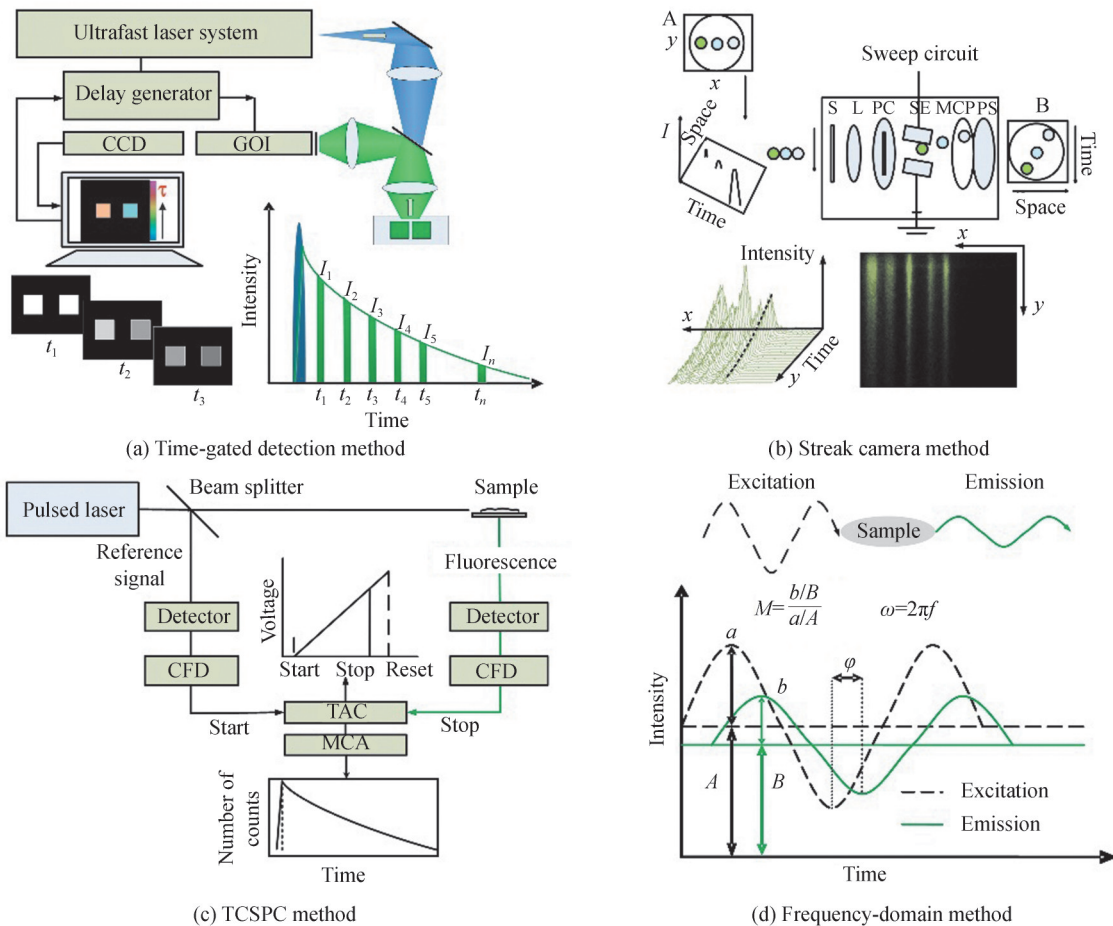 Ultrafast laser system
Delay generator
CCD
GOI
τ
t1
t2
t3
Intensity
I1
I2
I3
I4
I5
In
t1 t2 t3 t4 t5 tn
Time
(a) Time-gated detection method
A
y
x
I
Space
Time
Sweep circuit
S L PC SE MCP PS B
Time
Space
Intensity
x
y Time
x
y
(b) Streak camera method
Pulsed laser
Beam splitter
Sample
Reference
signal
Fluorescence
Detector
Detector
CFD
CFD
Voltage
Start Stop Reset
Start
TAC
Stop
MCA
Number of
counts
Time
(c) TCSPC method
Excitation
Emission
Sample
M=b/B/a/A
ω=2πf
a
b
φ
A
B
Intensity
Excitation
Emission
Time
(d) Frequency-domain method